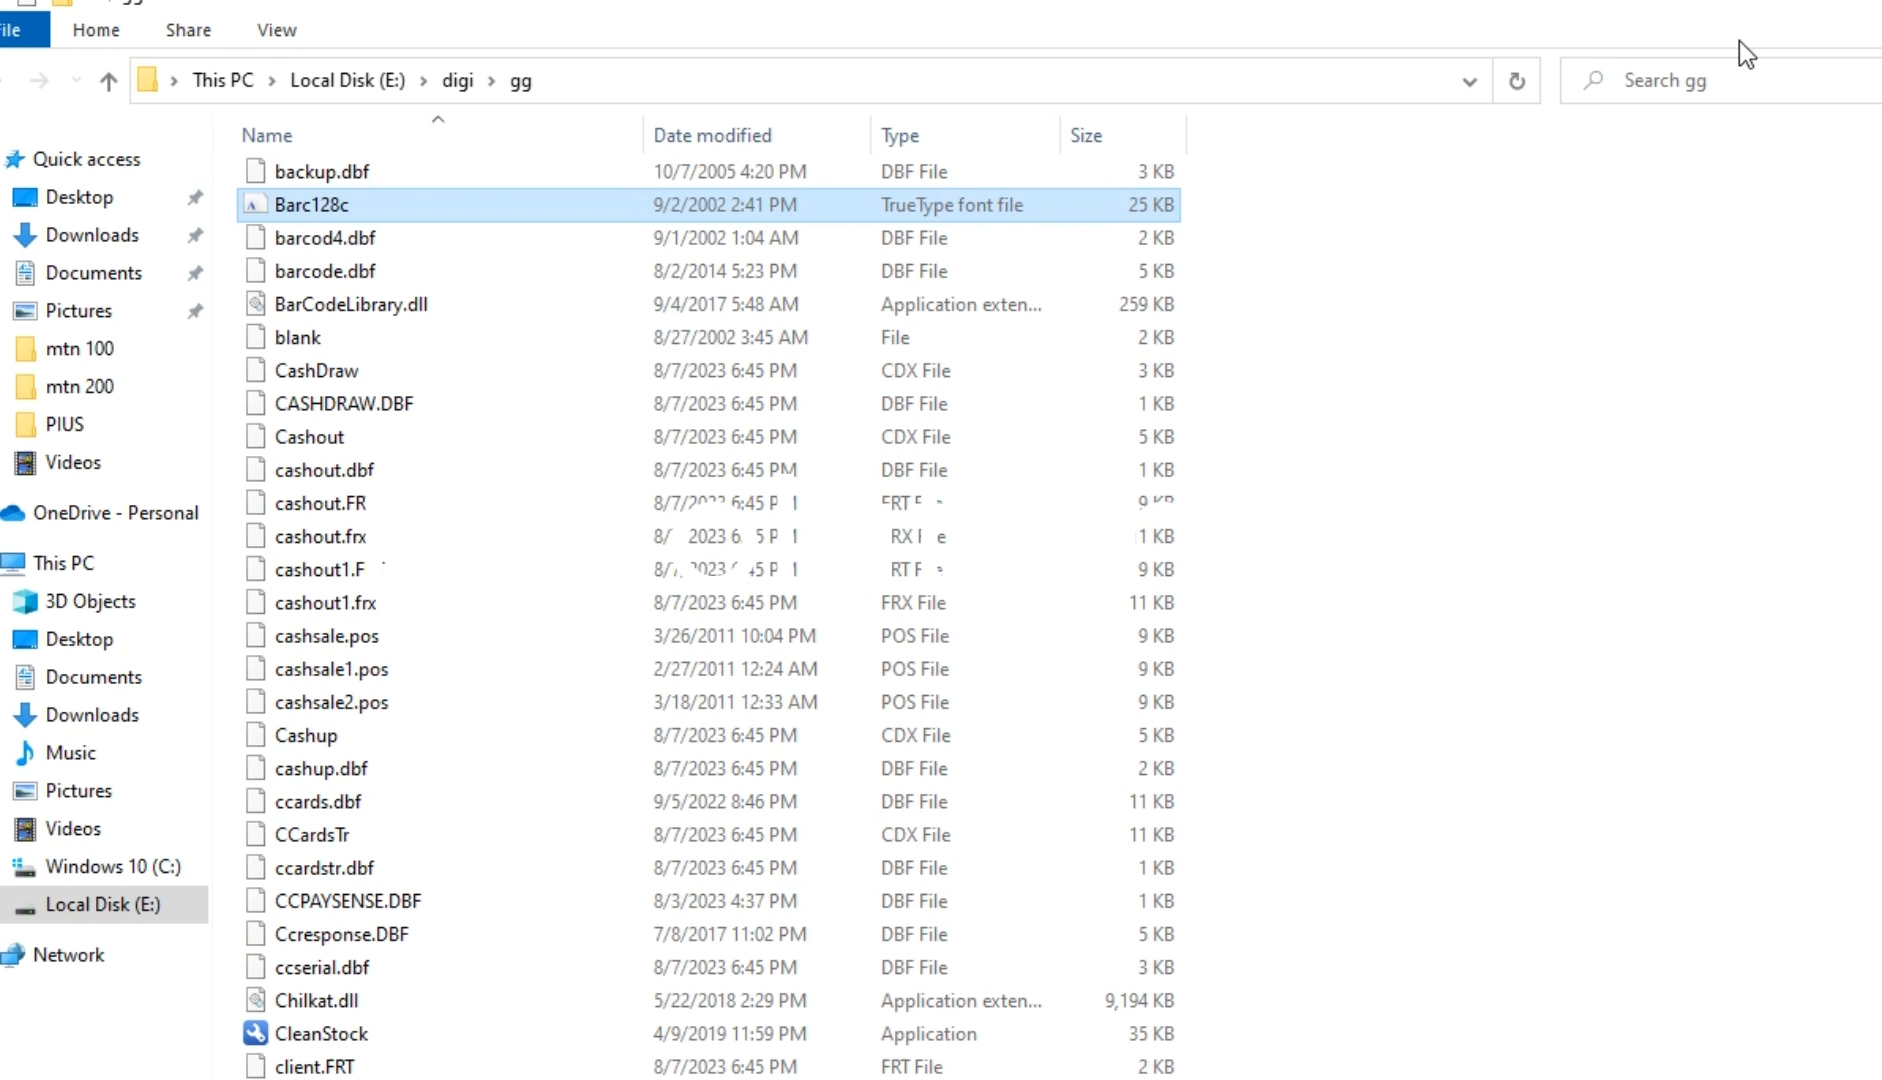 File
Home
Share
View
This PC > Local Disk (E:) > digi > gg
Search gg
Quick access
Desktop
Downloads
Documents
Pictures
mtn 100
mtn 200
PIUS
Videos
OneDrive - Personal
This PC
3D Objects
Desktop
Documents
Downloads
Music
Pictures
Videos
Windows 10 (C:)
Local Disk (E:)
Network
Name Date modified Type Size
backup.dbf 10/7/2005 4:20 PM DBF File 3 KB
Barc128c 9/2/2002 2:41 PM TrueType font file 25 KB
barcod4.dbf 9/1/2002 1:04 AM DBF File 2 KB
barcode.dbf 8/2/2014 5:23 PM DBF File 5 KB
BarCodeLibrary.dll 9/4/2017 5:48 AM Application exten... 259 KB
blank 8/27/2002 3:45 AM File 2 KB
CashDraw 8/7/2023 6:45 PM CDX File 3 KB
CASHDRAW.DBF 8/7/2023 6:45 PM DBF File 1 KB
Cashout 8/7/2023 6:45 PM CDX File 5 KB
cashout.dbf 8/7/2023 6:45 PM DBF File 1 KB
cashout.FR
cashout.frx 2023 1 KB
cashout1.F 9 KB
cashout1.frx 8/7/2023 6:45 PM FRX File 11 KB
cashsale.pos 3/26/2011 10:04 PM POS File 9 KB
cashsale1.pos 2/27/2011 12:24 AM POS File 9 KB
cashsale2.pos 3/18/2011 12:33 AM POS File 9 KB
Cashup 8/7/2023 6:45 PM CDX File 5 KB
cashup.dbf 8/7/2023 6:45 PM DBF File 2 KB
ccards.dbf 9/5/2022 8:46 PM DBF File 11 KB
CCardsTr 8/7/2023 6:45 PM CDX File 11 KB
ccardstr.dbf 8/7/2023 6:45 PM DBF File 1 KB
CCPAYSENSE.DBF 8/3/2023 4:37 PM DBF File 1 KB
Ccresponse.DBF 7/8/2017 11:02 PM DBF File 5 KB
ccserial.dbf 8/7/2023 6:45 PM DBF File 3 KB
Chilkat.dll 5/22/2018 2:29 PM Application exten... 9,194 KB
CleanStock 4/9/2019 11:59 PM Application 35 KB
client.FRT 8/7/2023 6:45 PM FRT File 2 KB